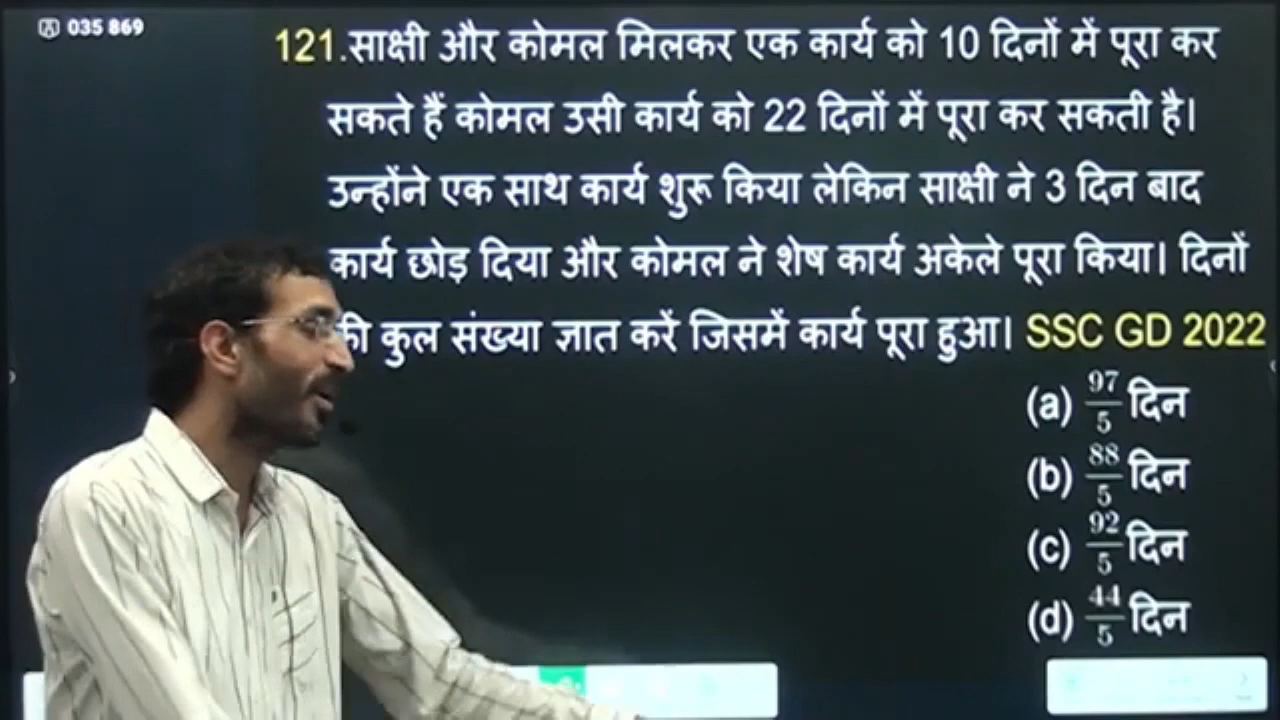 035 869
121.साक्षी और कोमल मिलकर एक कार्य को 10 दिनों में पूरा कर
सकते हैं कोमल उसी कार्य को 22 दिनों में पूरा कर सकती है।
उन्होंने एक साथ कार्य शुरू किया लेकिन साक्षी ने 3 दिन बाद
कार्य छोड़ दिया और कोमल ने शेष कार्य अकेले पूरा किया। दिनों
की कुल संख्या ज्ञात करें जिसमें कार्य पूरा हुआ। SSC GD 2022
(a) 97/5 दिन
(b) 88/5 दिन
(c) 92/5 दिन
(d) 44/5 दिन